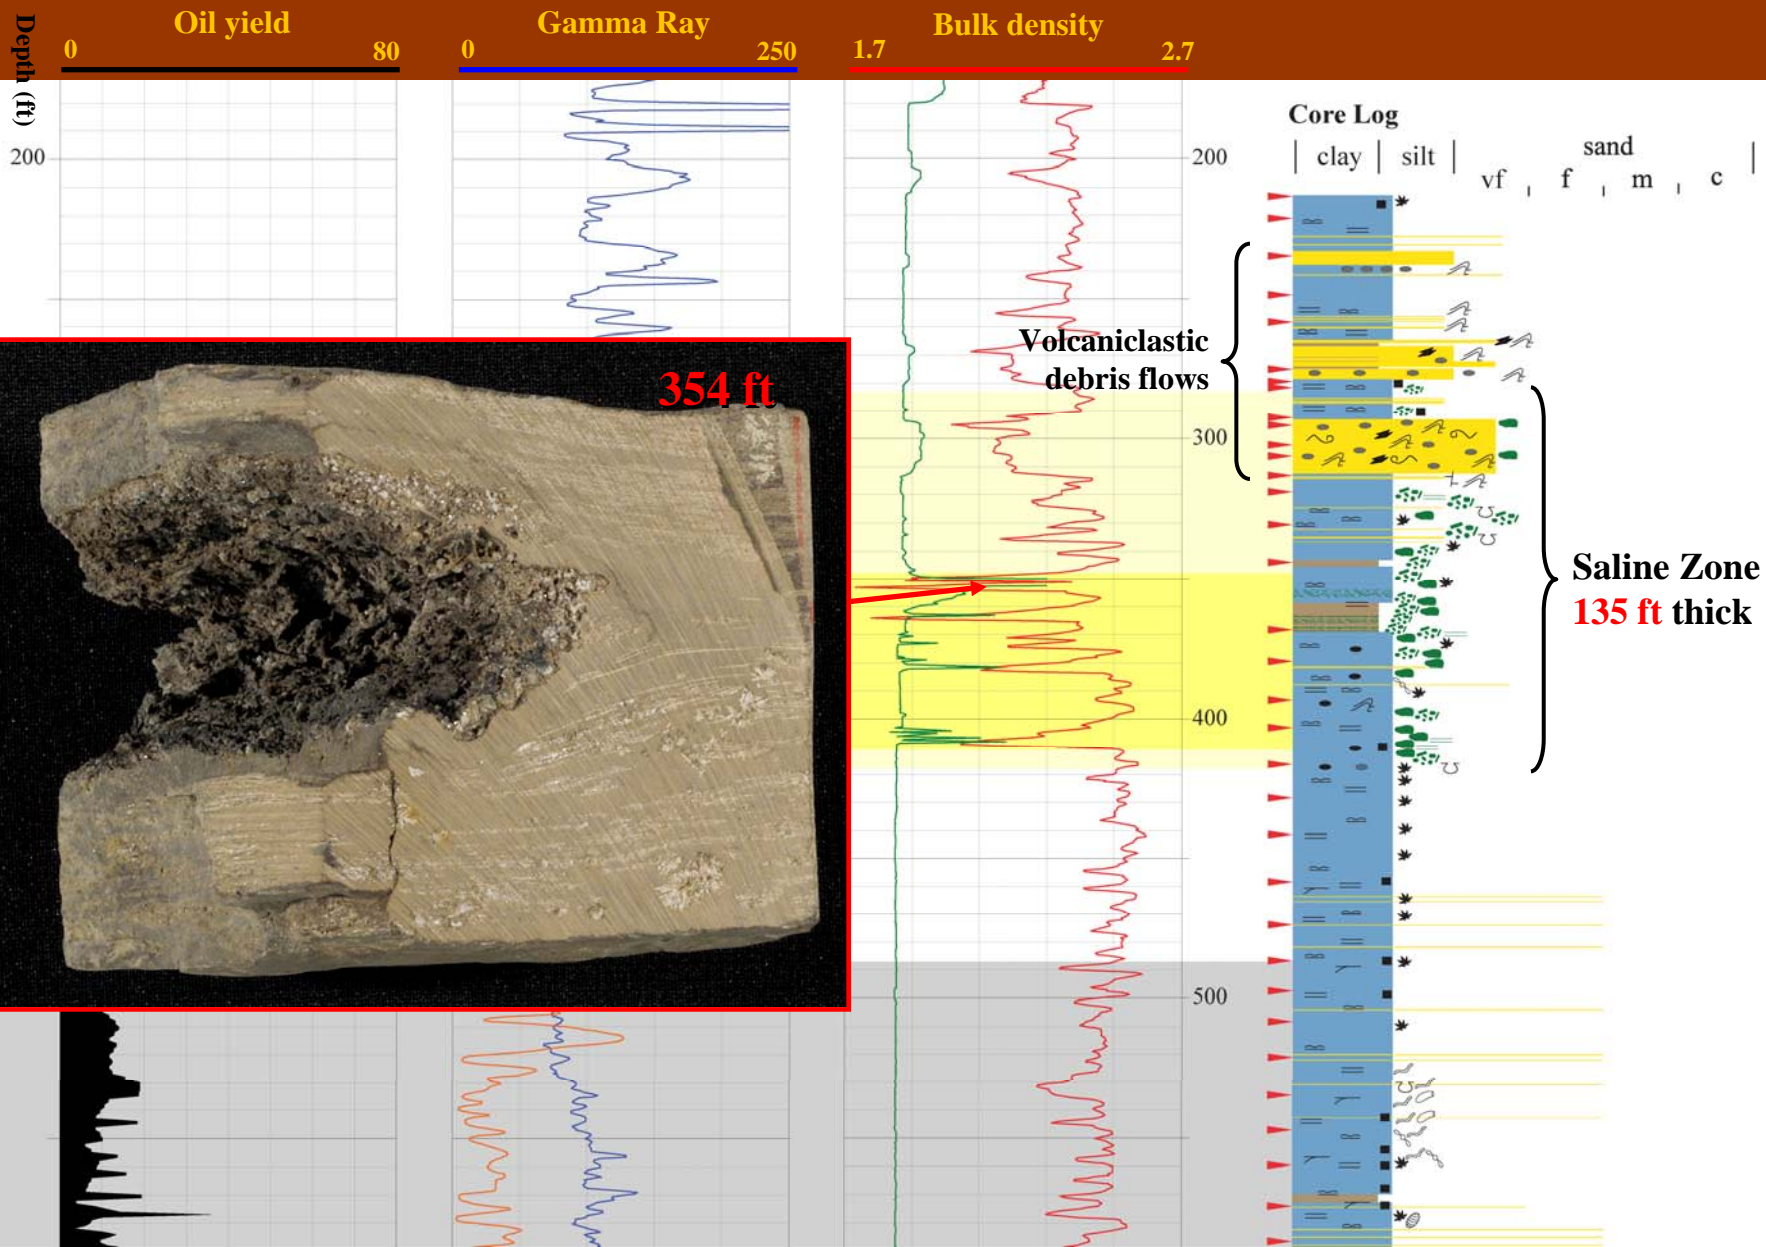 Oil yield
0 80
Gamma Ray
0 250
Bulk density
1.7 2.7
Depth (ft)
200
200
300
400
500
354 ft
Core Log
clay silt sand
vf f m c
Volcaniclastic
debris flows
Saline Zone
135 ft thick